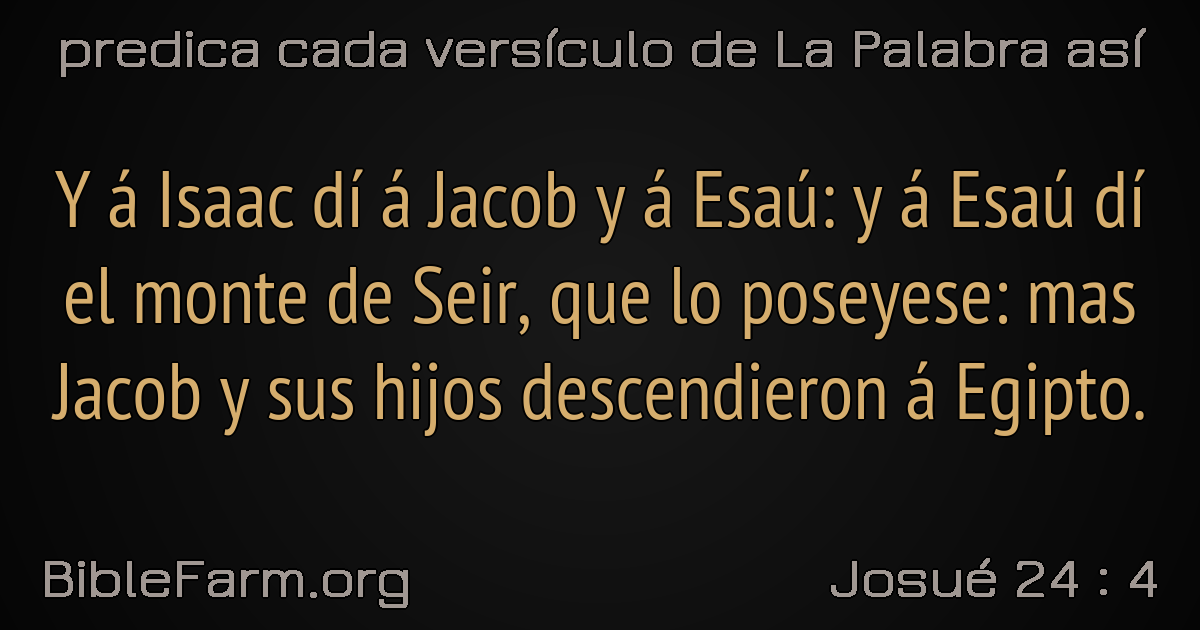 predica cada versículo de La Palabra así
Y á Isaac dí á Jacob y á Esaú: y á Esaú dí
el monte de Seir, que lo poseyese: mas
Jacob y sus hijos descendieron á Egipto.
BibleFarm.org
Josué 24 : 4